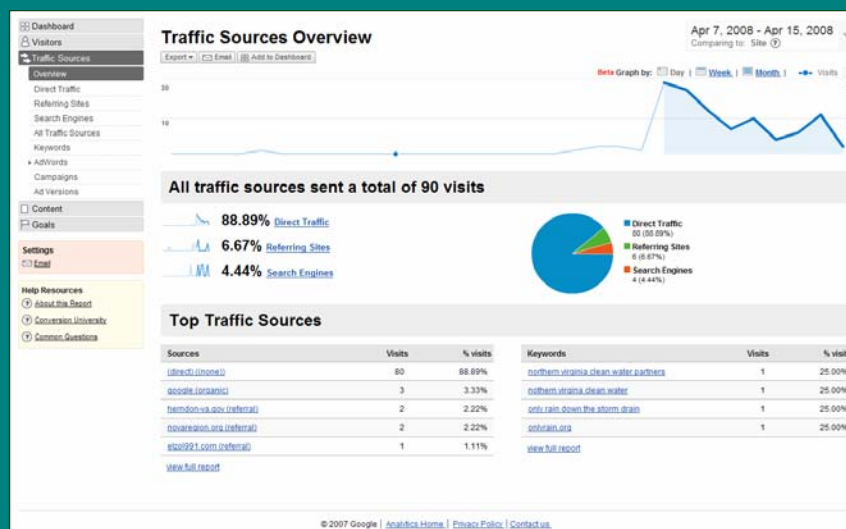 Dashboard
Visitors
Traffic Sources
Overview
Direct Traffic
Referring Sites
Search Engines
All Traffic Sources
Keywords
AdWords
Campaigns
Ad Versions
Content
Goals
Settings
Email
Help Resources
About this Report
Conversion University
Common Questions
Traffic Sources Overview
Apr 7, 2008 - Apr 15, 2008
Comparing to: Site
Export Email Add to Dashboard
Beta Graph by: Day | Week | Month | Visits
20
10
All traffic sources sent a total of 90 visits
88.89% Direct Traffic
6.67% Referring Sites
4.44% Search Engines
Direct Traffic
80 (88.89%)
Referring Sites
6 (6.67%)
Search Engines
4 (4.44%)
Top Traffic Sources
Sources Visits % visits
(direct) ((none)) 80 88.89%
google (organic) 3 3.33%
herndon-va.gov (referral) 2 2.22%
novaregion.org (referral) 2 2.22%
(referral) 1 1.11%
view full report
Keywords Visits % visit
northern virginia clean water partners 1 25.00%
nothern virgina clean water 1 25.00%
only rain down the storm drain 1 25.00%
onlyrain.org 1 25.00%
view full report
© 2007 Google | Analytics Home | Privacy Policy | Contact us